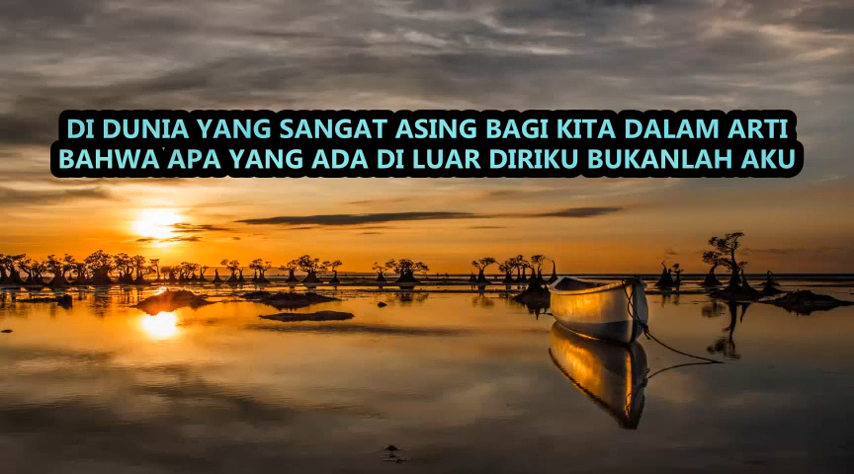 DI DUNIA YANG SANGAT ASING BAGI KITA DALAM ARTI
BAHWA APA YANG ADA DI LUAR DIRIKU BUKANLAH AKU